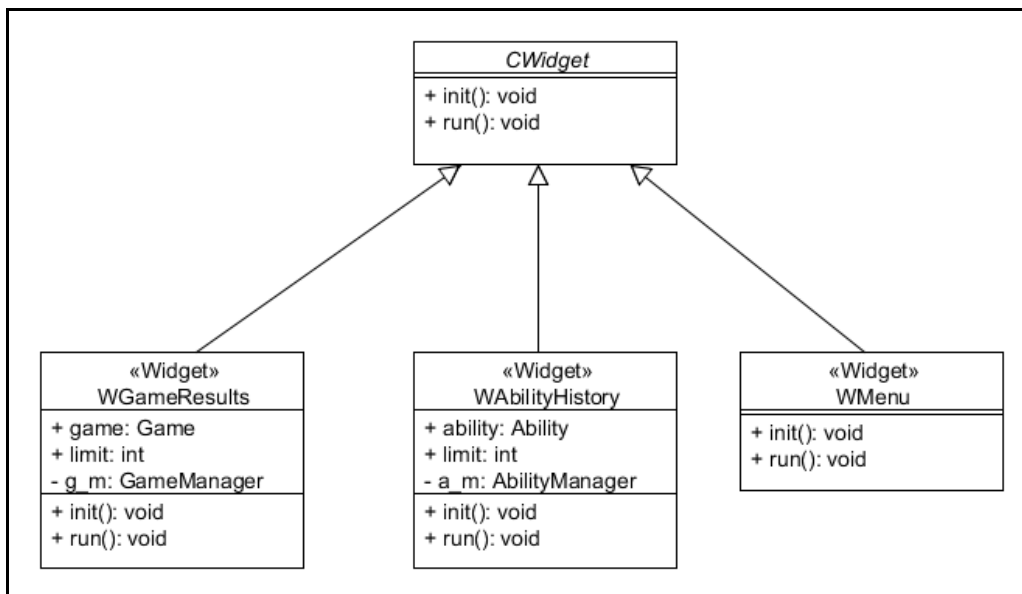 CWidget
+ init(): void
+ run(): void
«Widget»
WGameResults
+ game: Game
+ limit: int
- g_m: GameManager
+ init(): void
+ run(): void
«Widget»
WAbilityHistory
+ ability: Ability
+ limit: int
- a_m: AbilityManager
+ init(): void
+ run(): void
«Widget»
WMenu
+ init(): void
+ run(): void